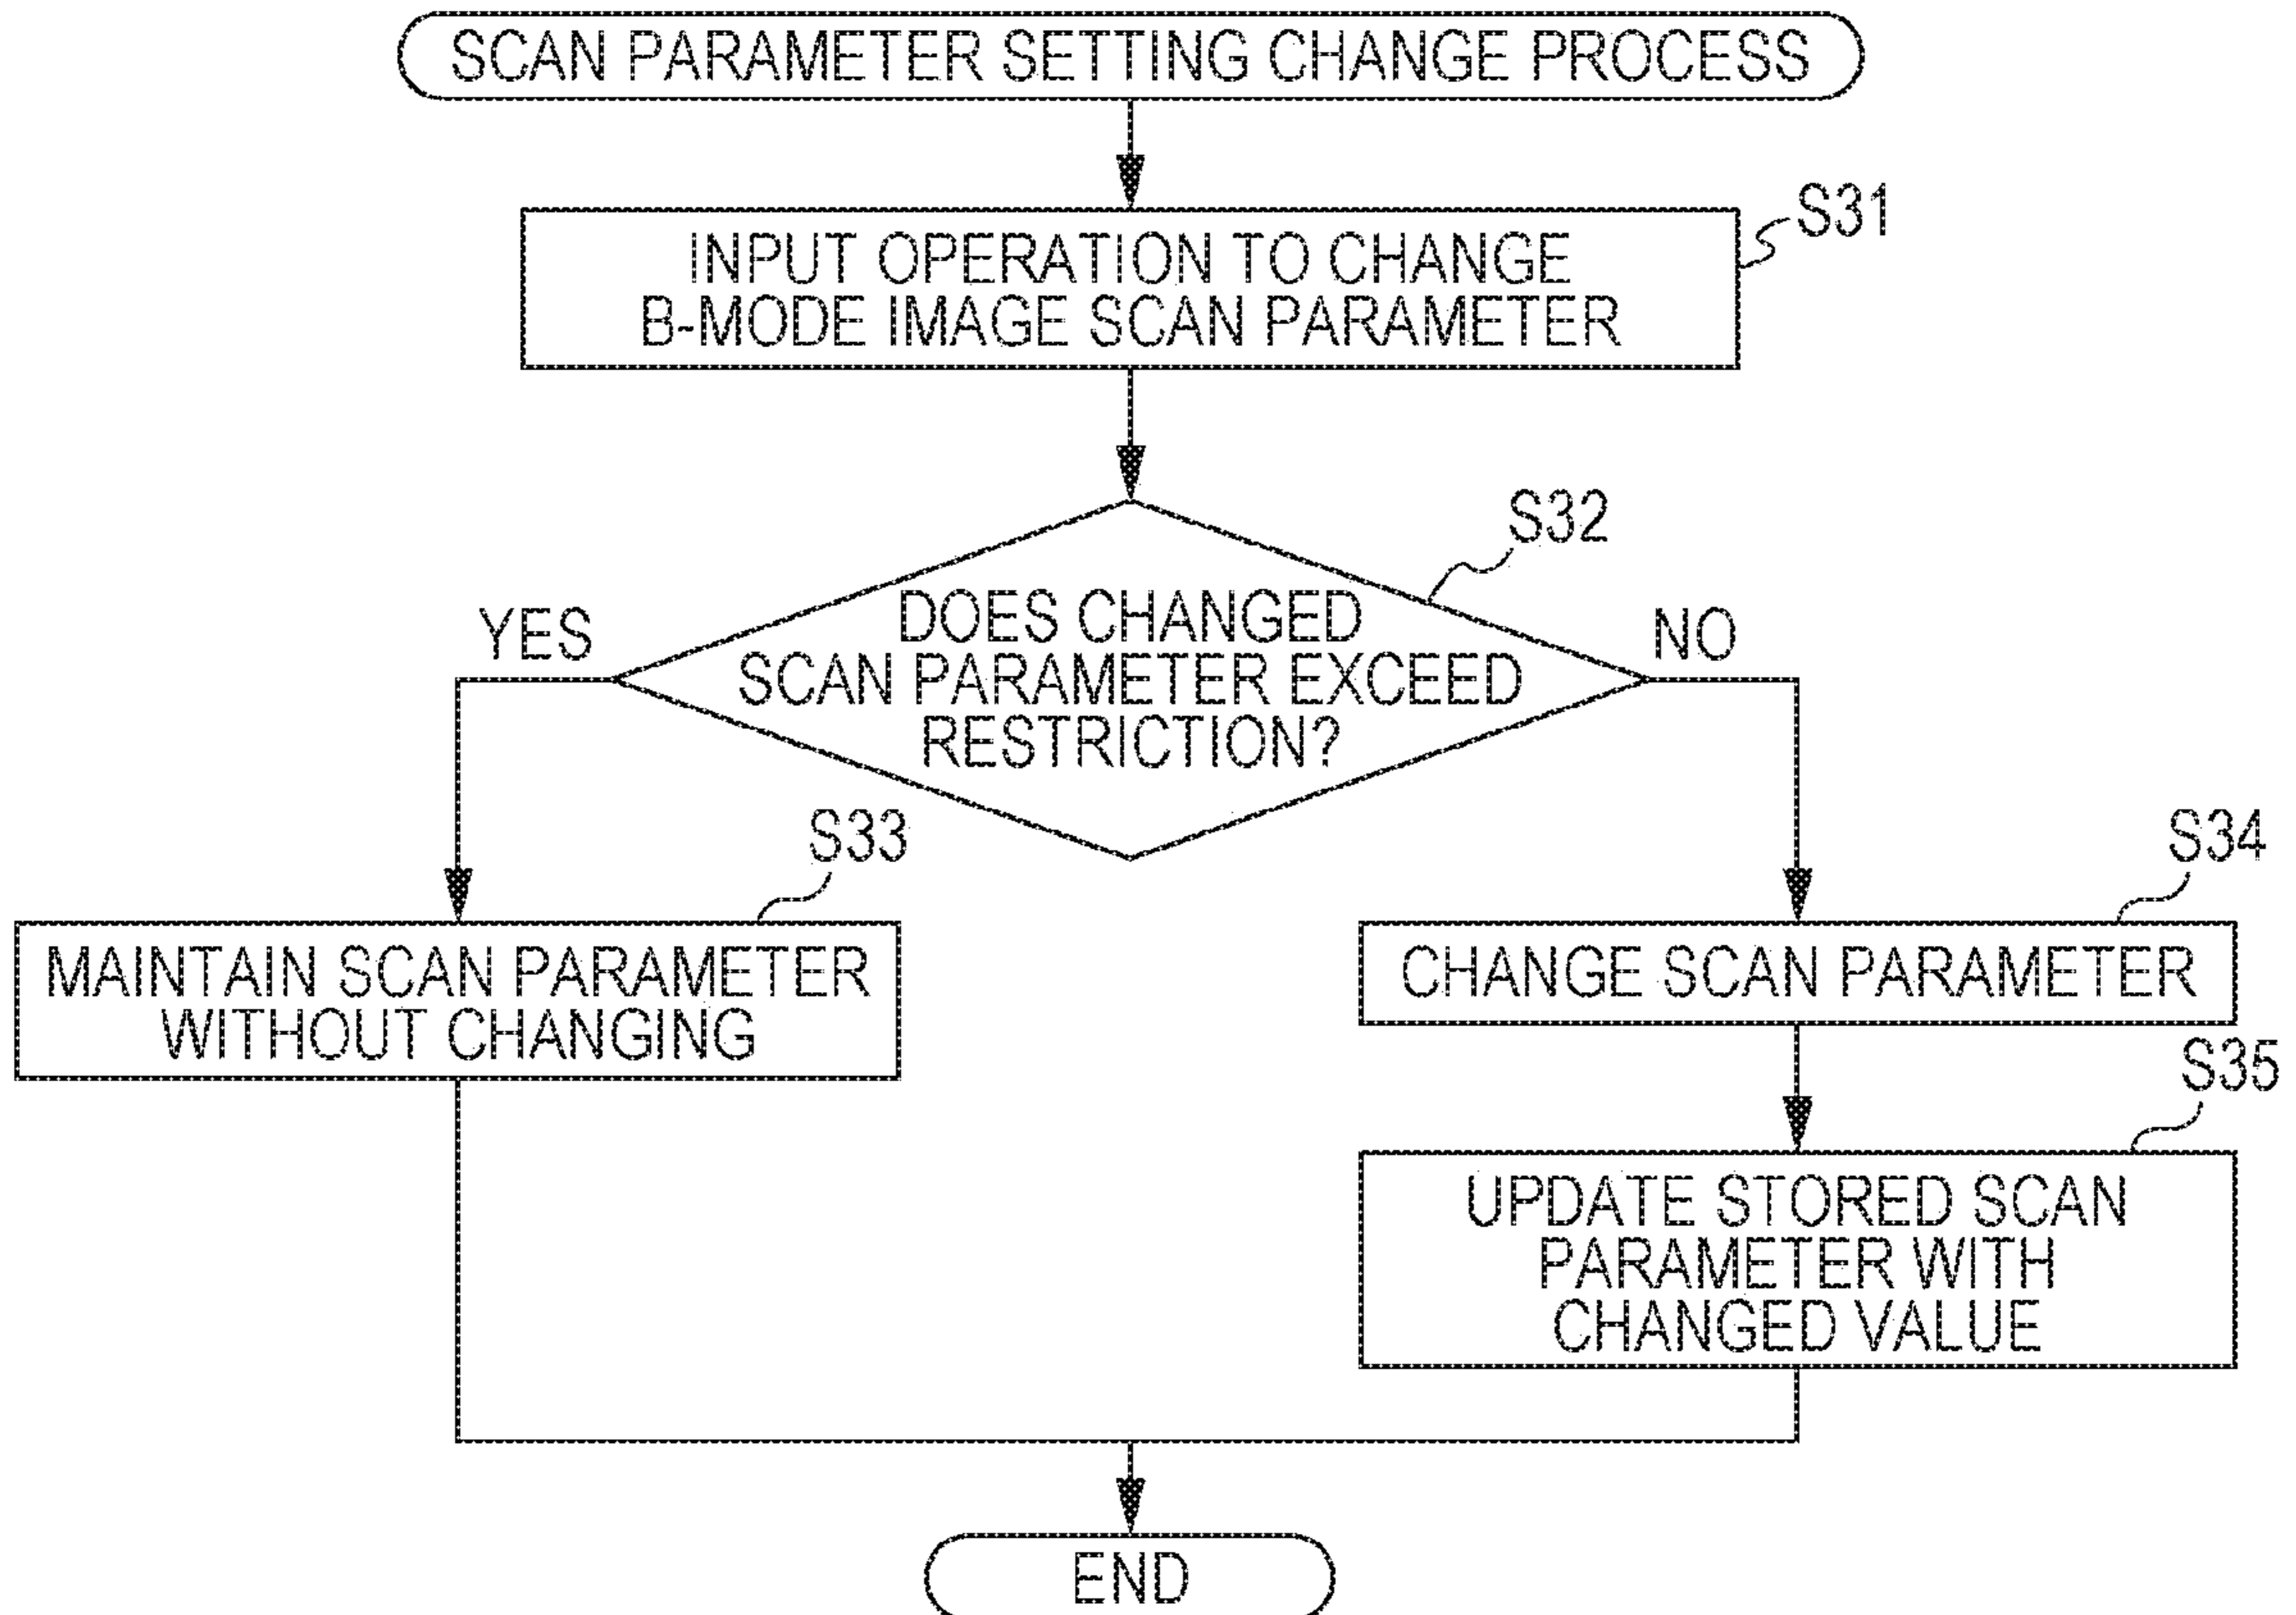 SCAN PARAMETER SETTING CHANGE PROCESS
S31
INPUT OPERATION TO CHANGE
B-MODE IMAGE SCAN PARAMETER
S32
DOES CHANGED
SCAN PARAMETER EXCEED
RESTRICTION?
YES
NO
S33
MAINTAIN SCAN PARAMETER
WITHOUT CHANGING
S34
CHANGE SCAN PARAMETER
S35
UPDATE STORED SCAN
PARAMETER WITH
CHANGED VALUE
END